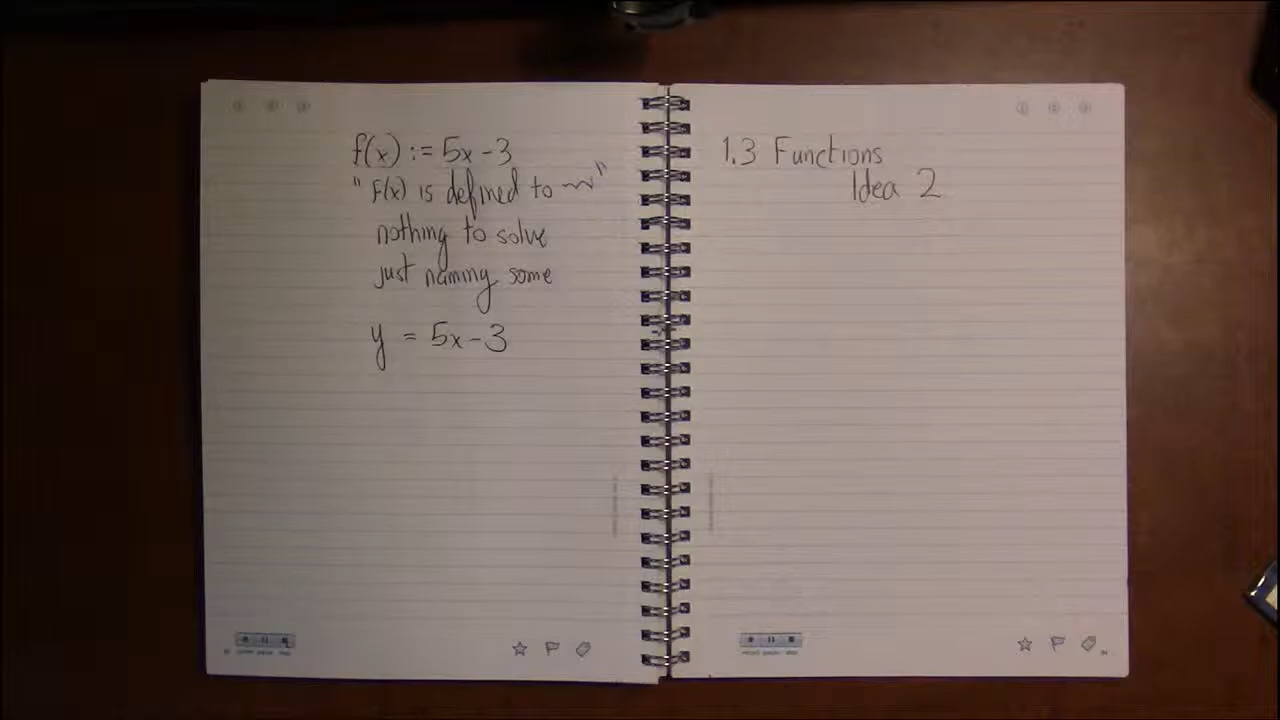 f(x) := 5x-3
"f(x) is defined to ~"
nothing to solve
just naming some
y = 5x-3
1.3 Functions
Idea 2